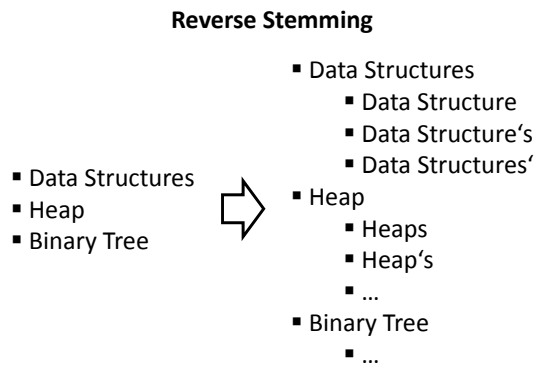 Reverse Stemming
▪ Data Structures
▪ Heap
▪ Binary Tree
▪ Data Structures
▪ Data Structure
▪ Data Structure‘s
▪ Data Structures‘
▪ Heap
▪ Heaps
▪ Heap‘s
▪ ...
▪ Binary Tree
▪ ...